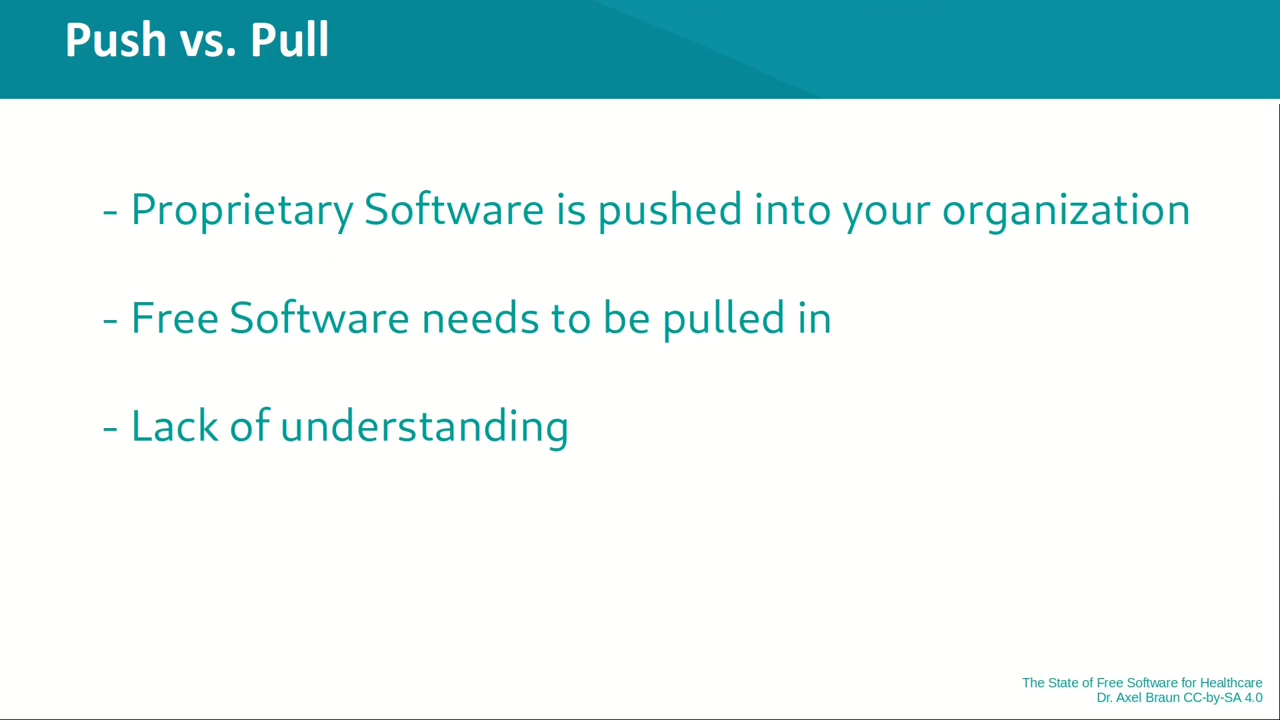 Push vs. Pull
- Proprietary Software is pushed into your organization
- Free Software needs to be pulled in
- Lack of understanding
The State of Free Software for Healthcare
Dr. Axel Braun CC-by-SA 4.0